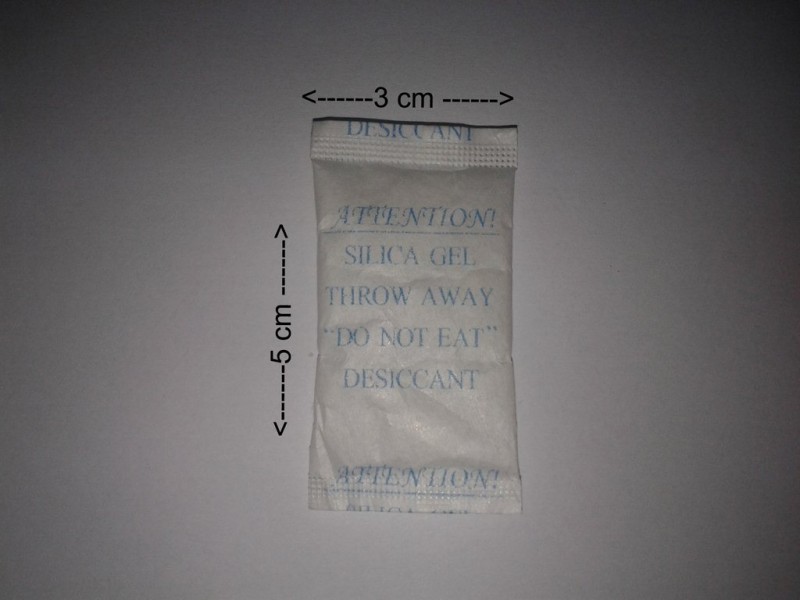 <------3 cm ------>
DESICCANT
ATTENTION!
SILICA GEL
THROW AWAY
"DO NOT EAT"
DESICCANT
<------5 cm ------>
ATTENTION!